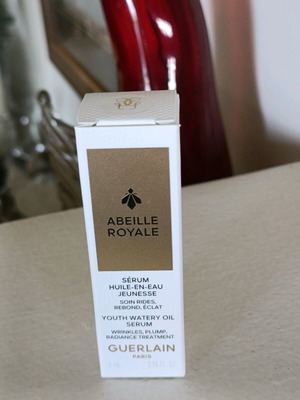 ABEILLE
ROYALE
SÉRUM
HUILE-EN-EAU
JEUNESSE
SOIN RIDES,
REBOND, ÉCLAT
YOUTH WATERY OIL
SERUM
WRINKLES, PLUMP,
RADIANCE TREATMENT
GUERLAIN
PARIS